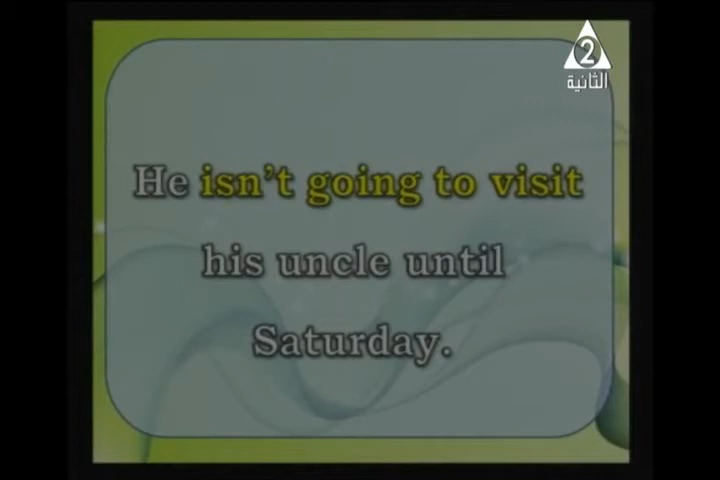 2
الثانية
He isn't going to visit
his uncle until
Saturday.